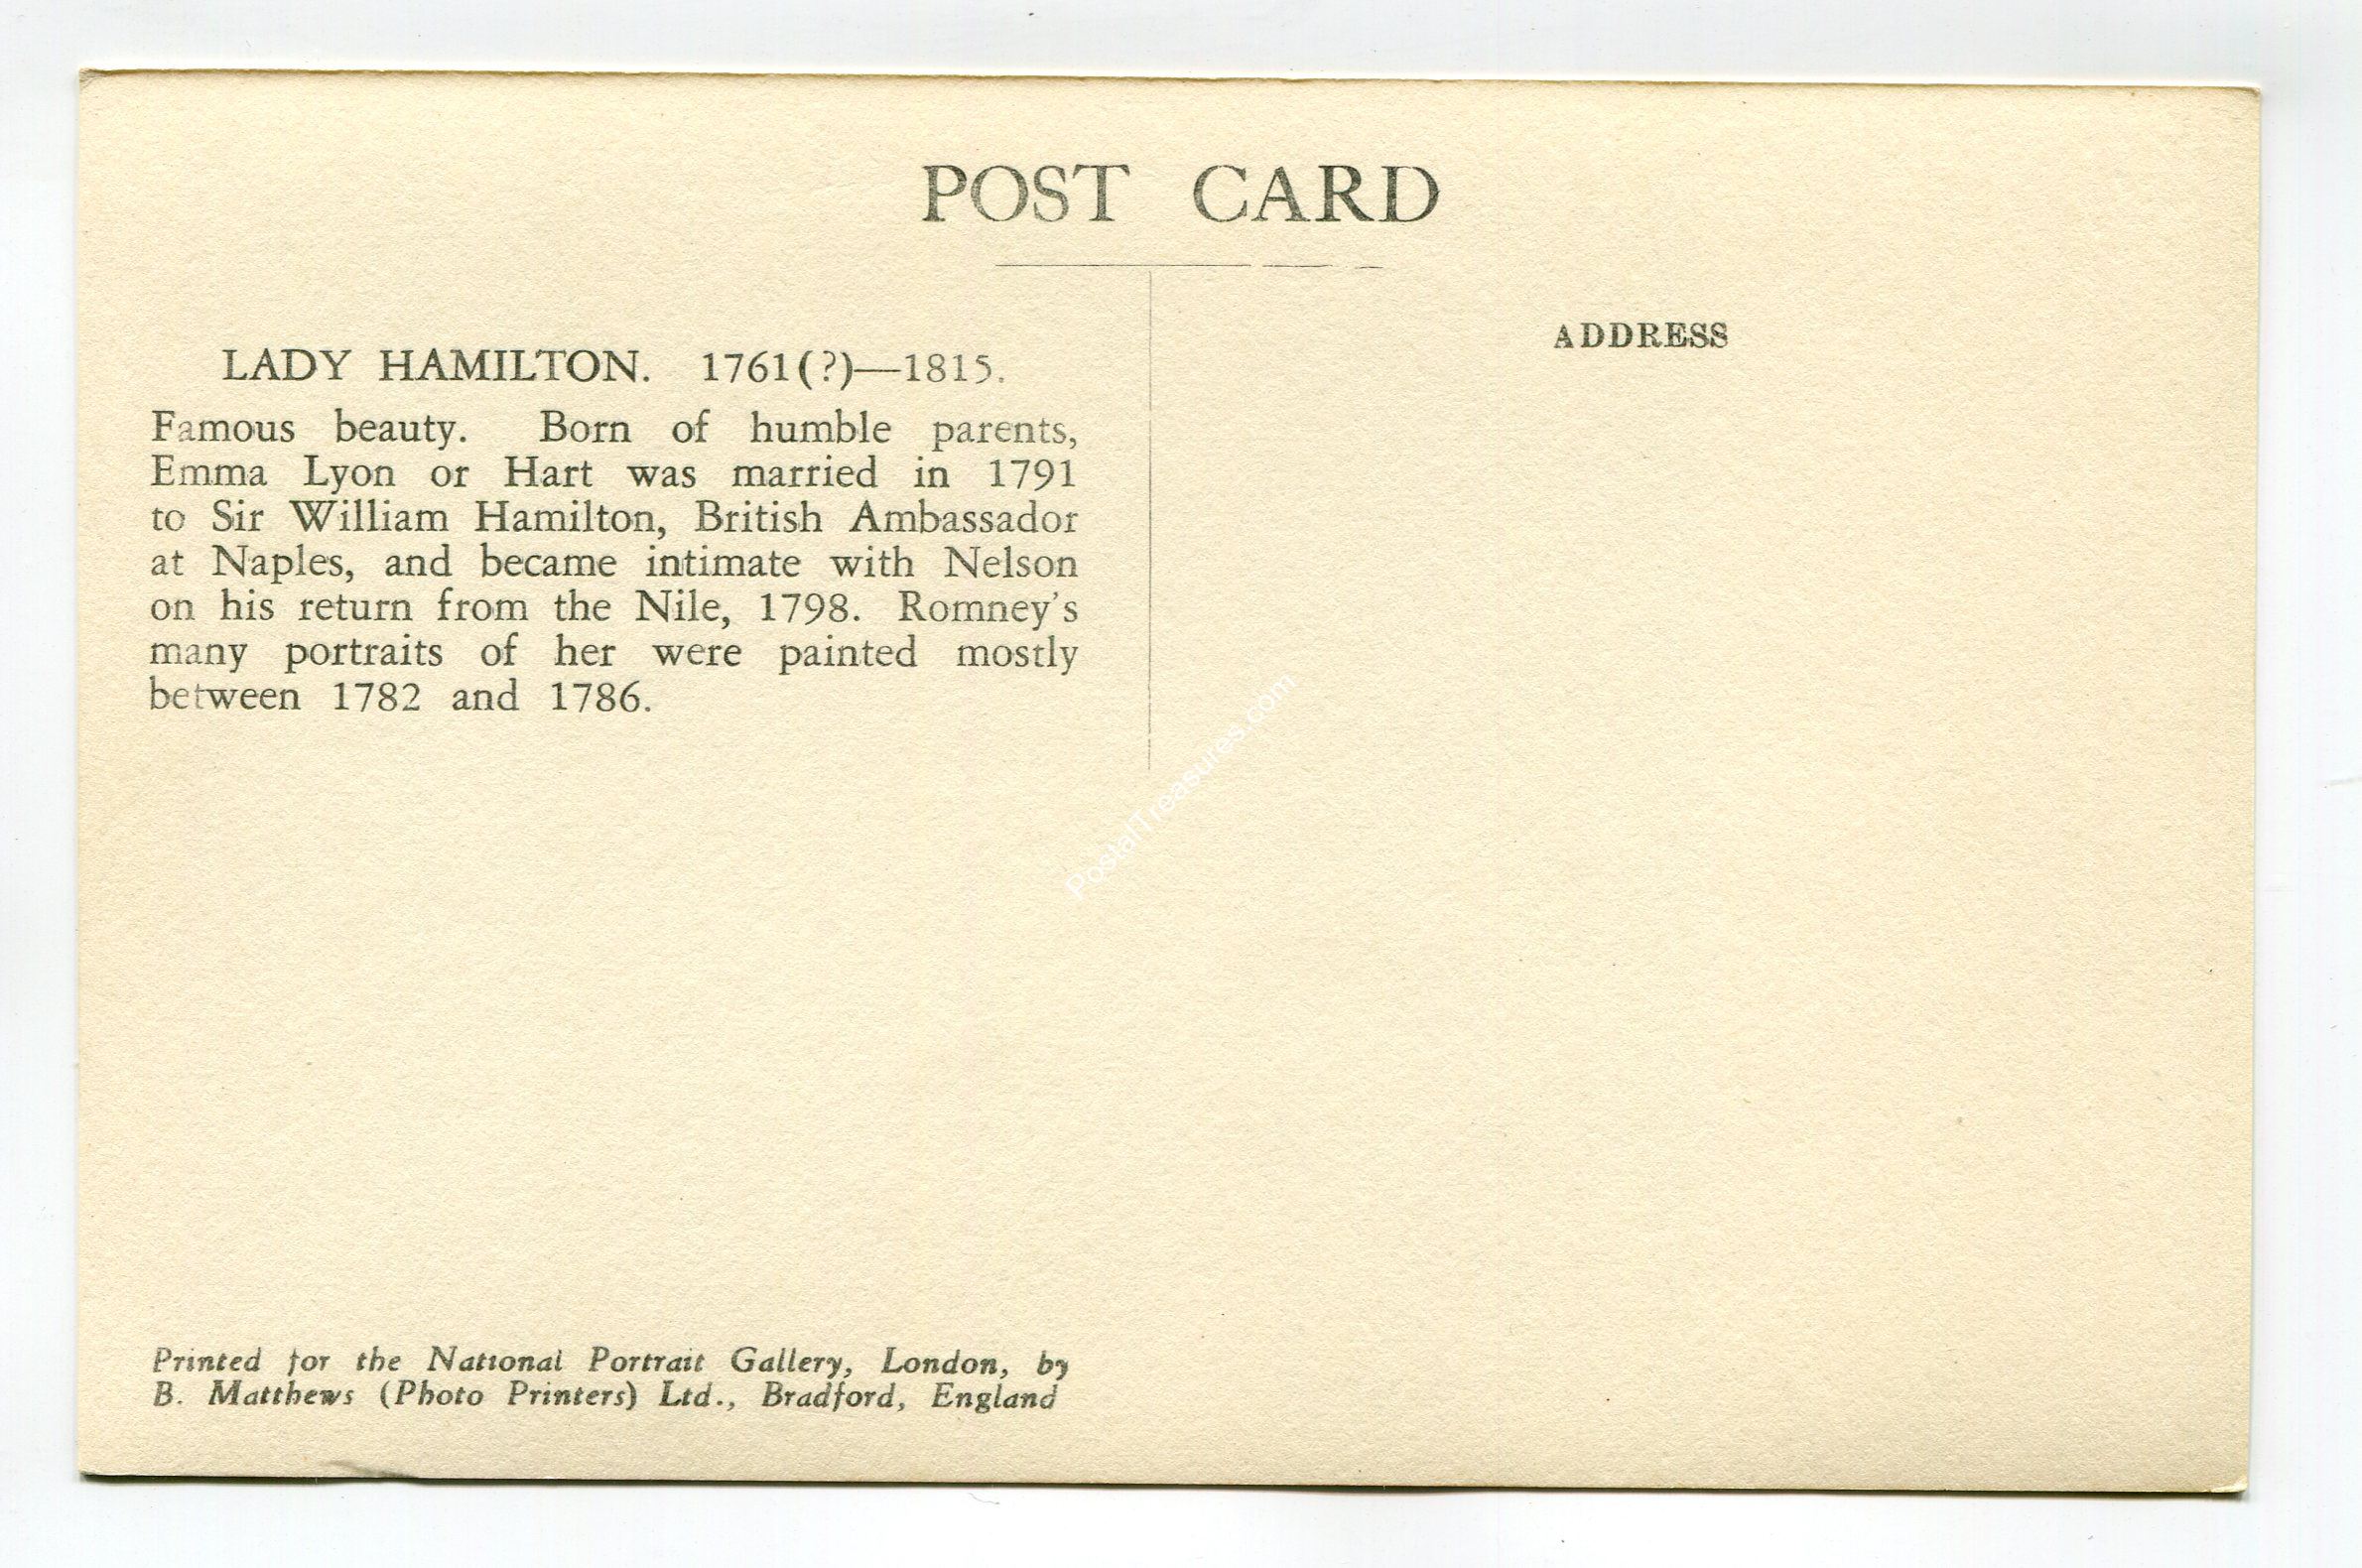 POST CARD
LADY HAMILTON. 1761(?)—1815.
Famous beauty. Born of humble parents,
Emma Lyon or Hart was married in 1791
to Sir William Hamilton, British Ambassador
at Naples, and became intimate with Nelson
on his return from the Nile, 1798. Romney's
many portraits of her were painted mostly
between 1782 and 1786.
ADDRESS
PostalTreasures.com
Printed for the National Portrait Gallery, London, by
B. Matthews (Photo Printers) Ltd., Bradford, England